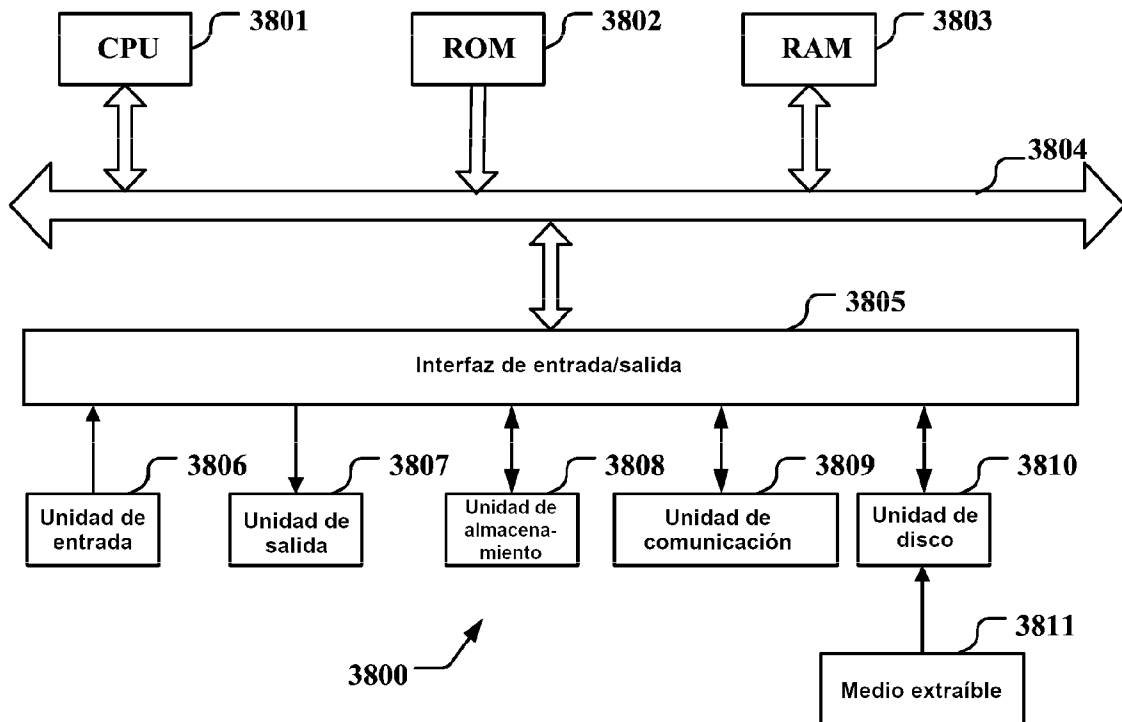 CPU
3801
ROM
3802
RAM
3803
3804
3805
Interfaz de entrada/salida
3806
3807
3808
3809
3810
Unidad de
entrada
Unidad de
salida
Unidad de
almacena-
miento
Unidad de
comunicación
Unidad de
disco
3800
3811
Medio extraíble